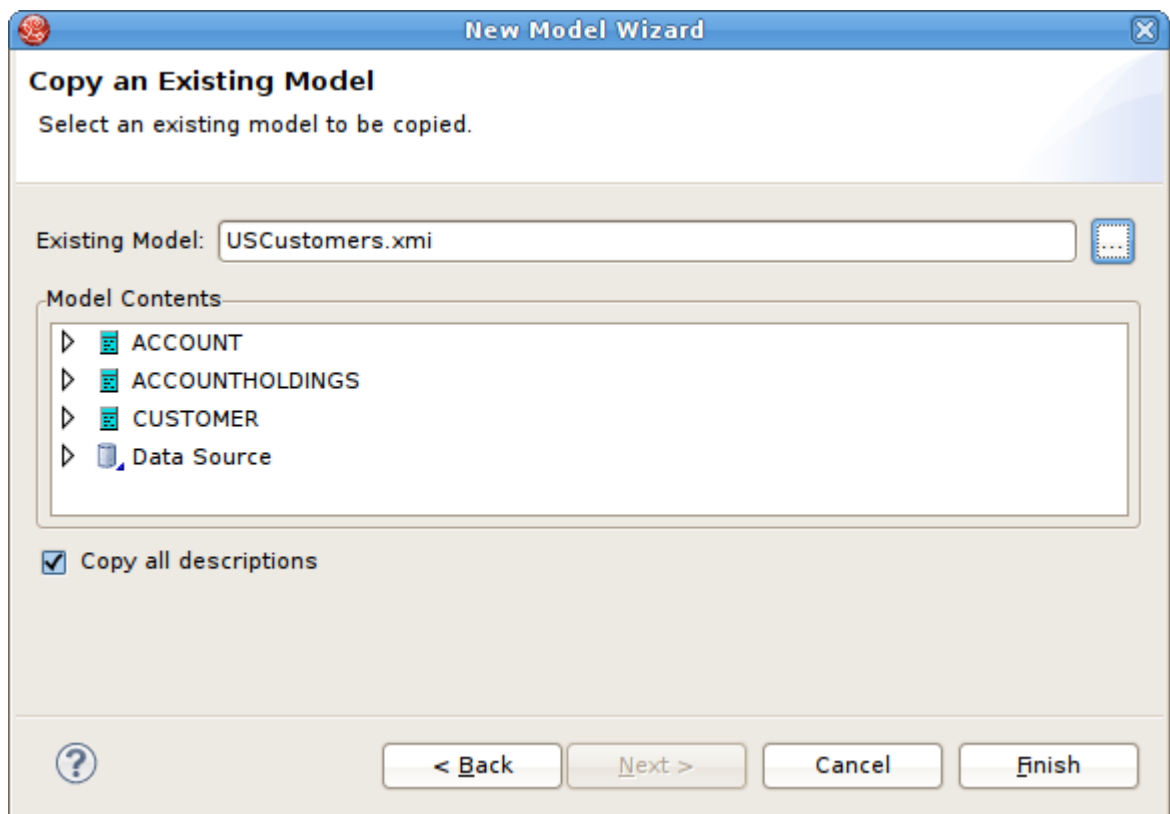 New Model Wizard
Copy an Existing Model
Select an existing model to be copied.
Existing Model: USCustomers.xmi ...
Model Contents
ACCOUNT
ACCOUNTHOLDINGS
CUSTOMER
Data Source
Copy all descriptions
? < Back Next > Cancel Finish